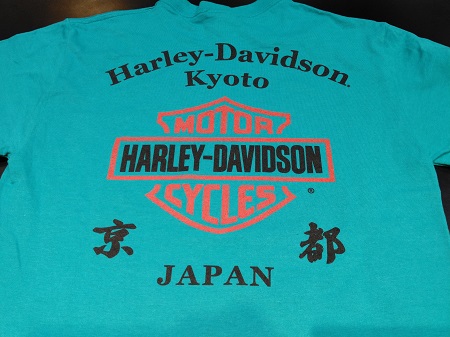 Harley-Davidson
Kyoto
MOTOR
HARLEY-DAVIDSON
CYCLES ®
京 都
JAPAN